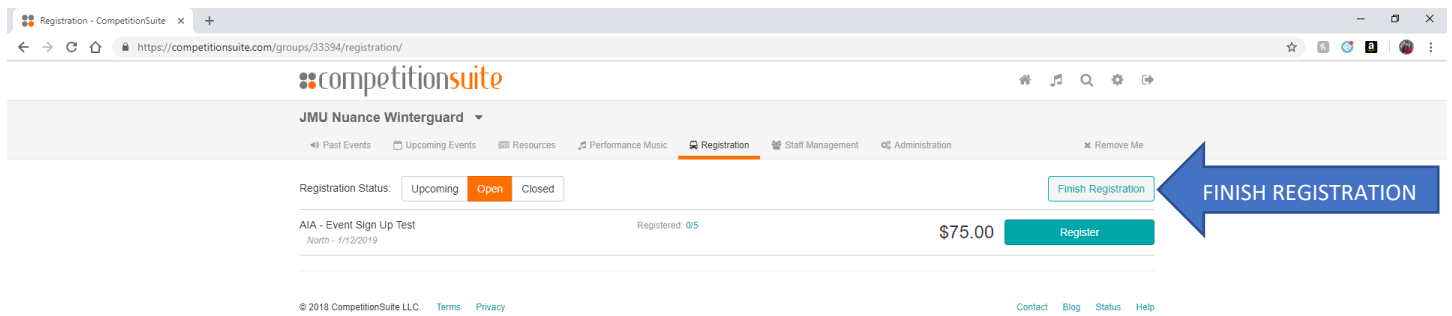 Registration - CompetitionSuite
https://competitionsuite.com/groups/33394/registration/
competitionsuite
JMU Nuance Winterguard
Past Events Upcoming Events Resources Performance Music Registration Staff Management Administration Remove Me
Registration Status: Upcoming Open Closed Finish Registration
FINISH REGISTRATION
AIA - Event Sign Up Test Registered: 0/5 $75.00 Register
North - 1/12/2019
© 2018 CompetitionSuite LLC. Terms Privacy Contact Blog Status Help